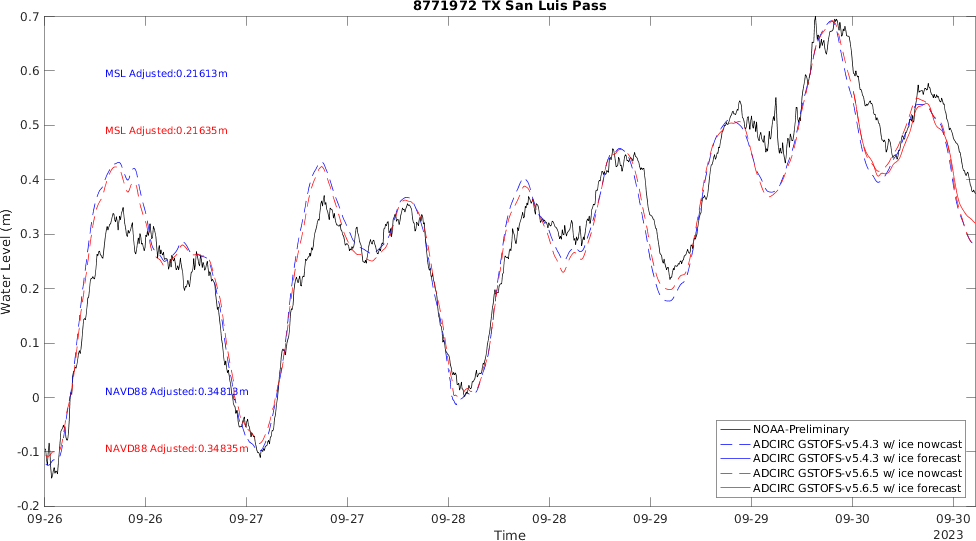 8771972 TX San Luis Pass
0.7
0.6
0.5
0.4
0.3
0.2
0.1
0
-0.1
-0.2
Water Level (m)
MSL Adjusted:0.21613m
MSL Adjusted:0.21635m
NAVD88 Adjusted:0.34813m
NAVD88 Adjusted:0.34835m
NOAA-Preliminary
ADCIRC GSTOFS-v5.4.3 w/ ice nowcast
ADCIRC GSTOFS-v5.4.3 w/ ice forecast
ADCIRC GSTOFS-v5.6.5 w/ ice nowcast
ADCIRC GSTOFS-v5.6.5 w/ ice forecast
09-26 09-26 09-27 09-27 09-28 09-28 09-29 09-29 09-30 09-30
2023
Time